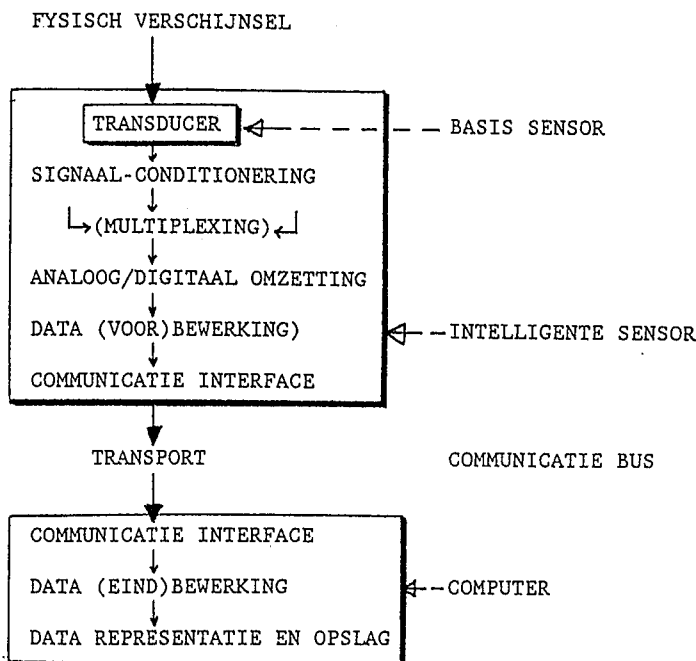 FYSISCH VERSCHIJNSEL
TRANSDUCER
BASIS SENSOR
SIGNAAL-CONDITIONERING
(MULTIPLEXING)
ANALOOG/DIGITAAL OMZETTING
DATA (VOOR)BEWERKING)
INTELLIGENTE SENSOR
COMMUNICATIE INTERFACE
TRANSPORT
COMMUNICATIE BUS
COMMUNICATIE INTERFACE
DATA (EIND)BEWERKING
COMPUTER
DATA REPRESENTATIE EN OPSLAG